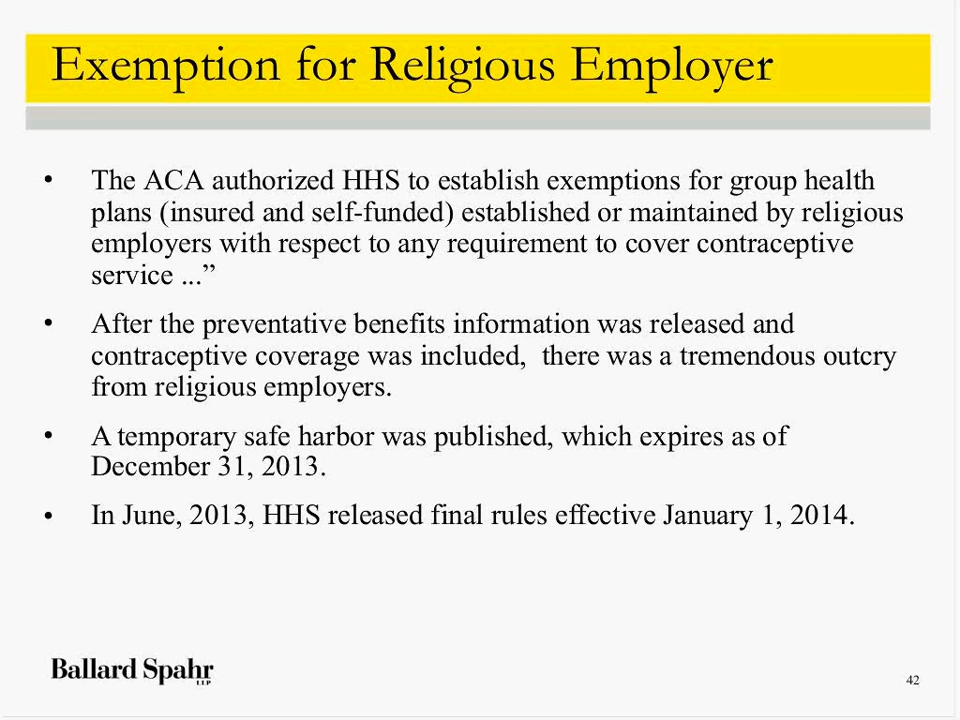 Exemption for Religious Employer
• The ACA authorized HHS to establish exemptions for group health
plans (insured and self-funded) established or maintained by religious
employers with respect to any requirement to cover contraceptive
service ...”
• After the preventative benefits information was released and
contraceptive coverage was included,  there was a tremendous outcry
from religious employers.
• A temporary safe harbor was published, which expires as of
December 31, 2013.
• In June, 2013, HHS released final rules effective January 1, 2014.
Ballard Spahr
LLP
42